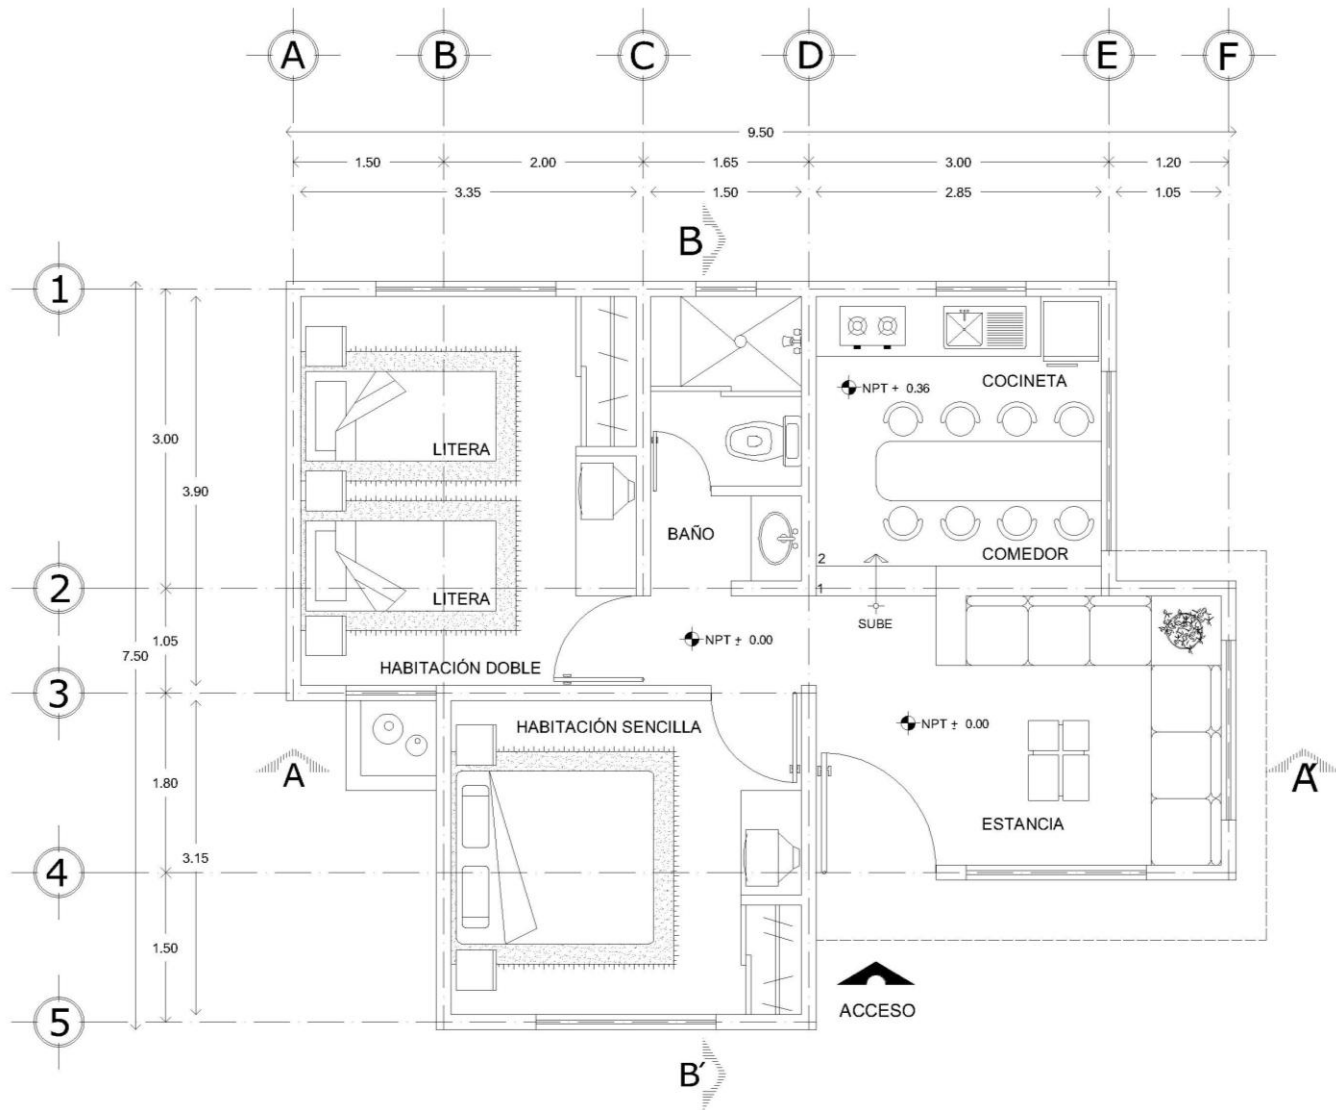 A B C D E F
9.50
1.50 2.00 1.65 3.00 1.20
3.35 1.50 2.85 1.05
B
1
NPT + 0.36
COCINETA
3.00
LITERA
3.90
BAÑO
COMEDOR
2
2
LITERA
1
1.05
SUBE
NPT ± 0.00
7.50
HABITACIÓN DOBLE
3
HABITACIÓN SENCILLA
NPT ± 0.00
A
A´
1.80
ESTANCIA
3.15
4
1.50
ACCESO
5
B´